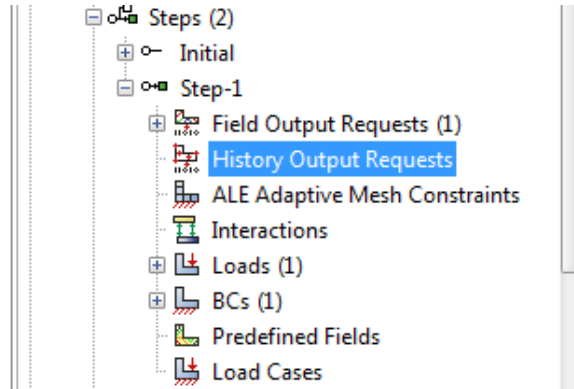 Steps (2)
Initial
Step-1
Field Output Requests (1)
History Output Requests
ALE Adaptive Mesh Constraints
Interactions
Loads (1)
BCs (1)
Predefined Fields
Load Cases